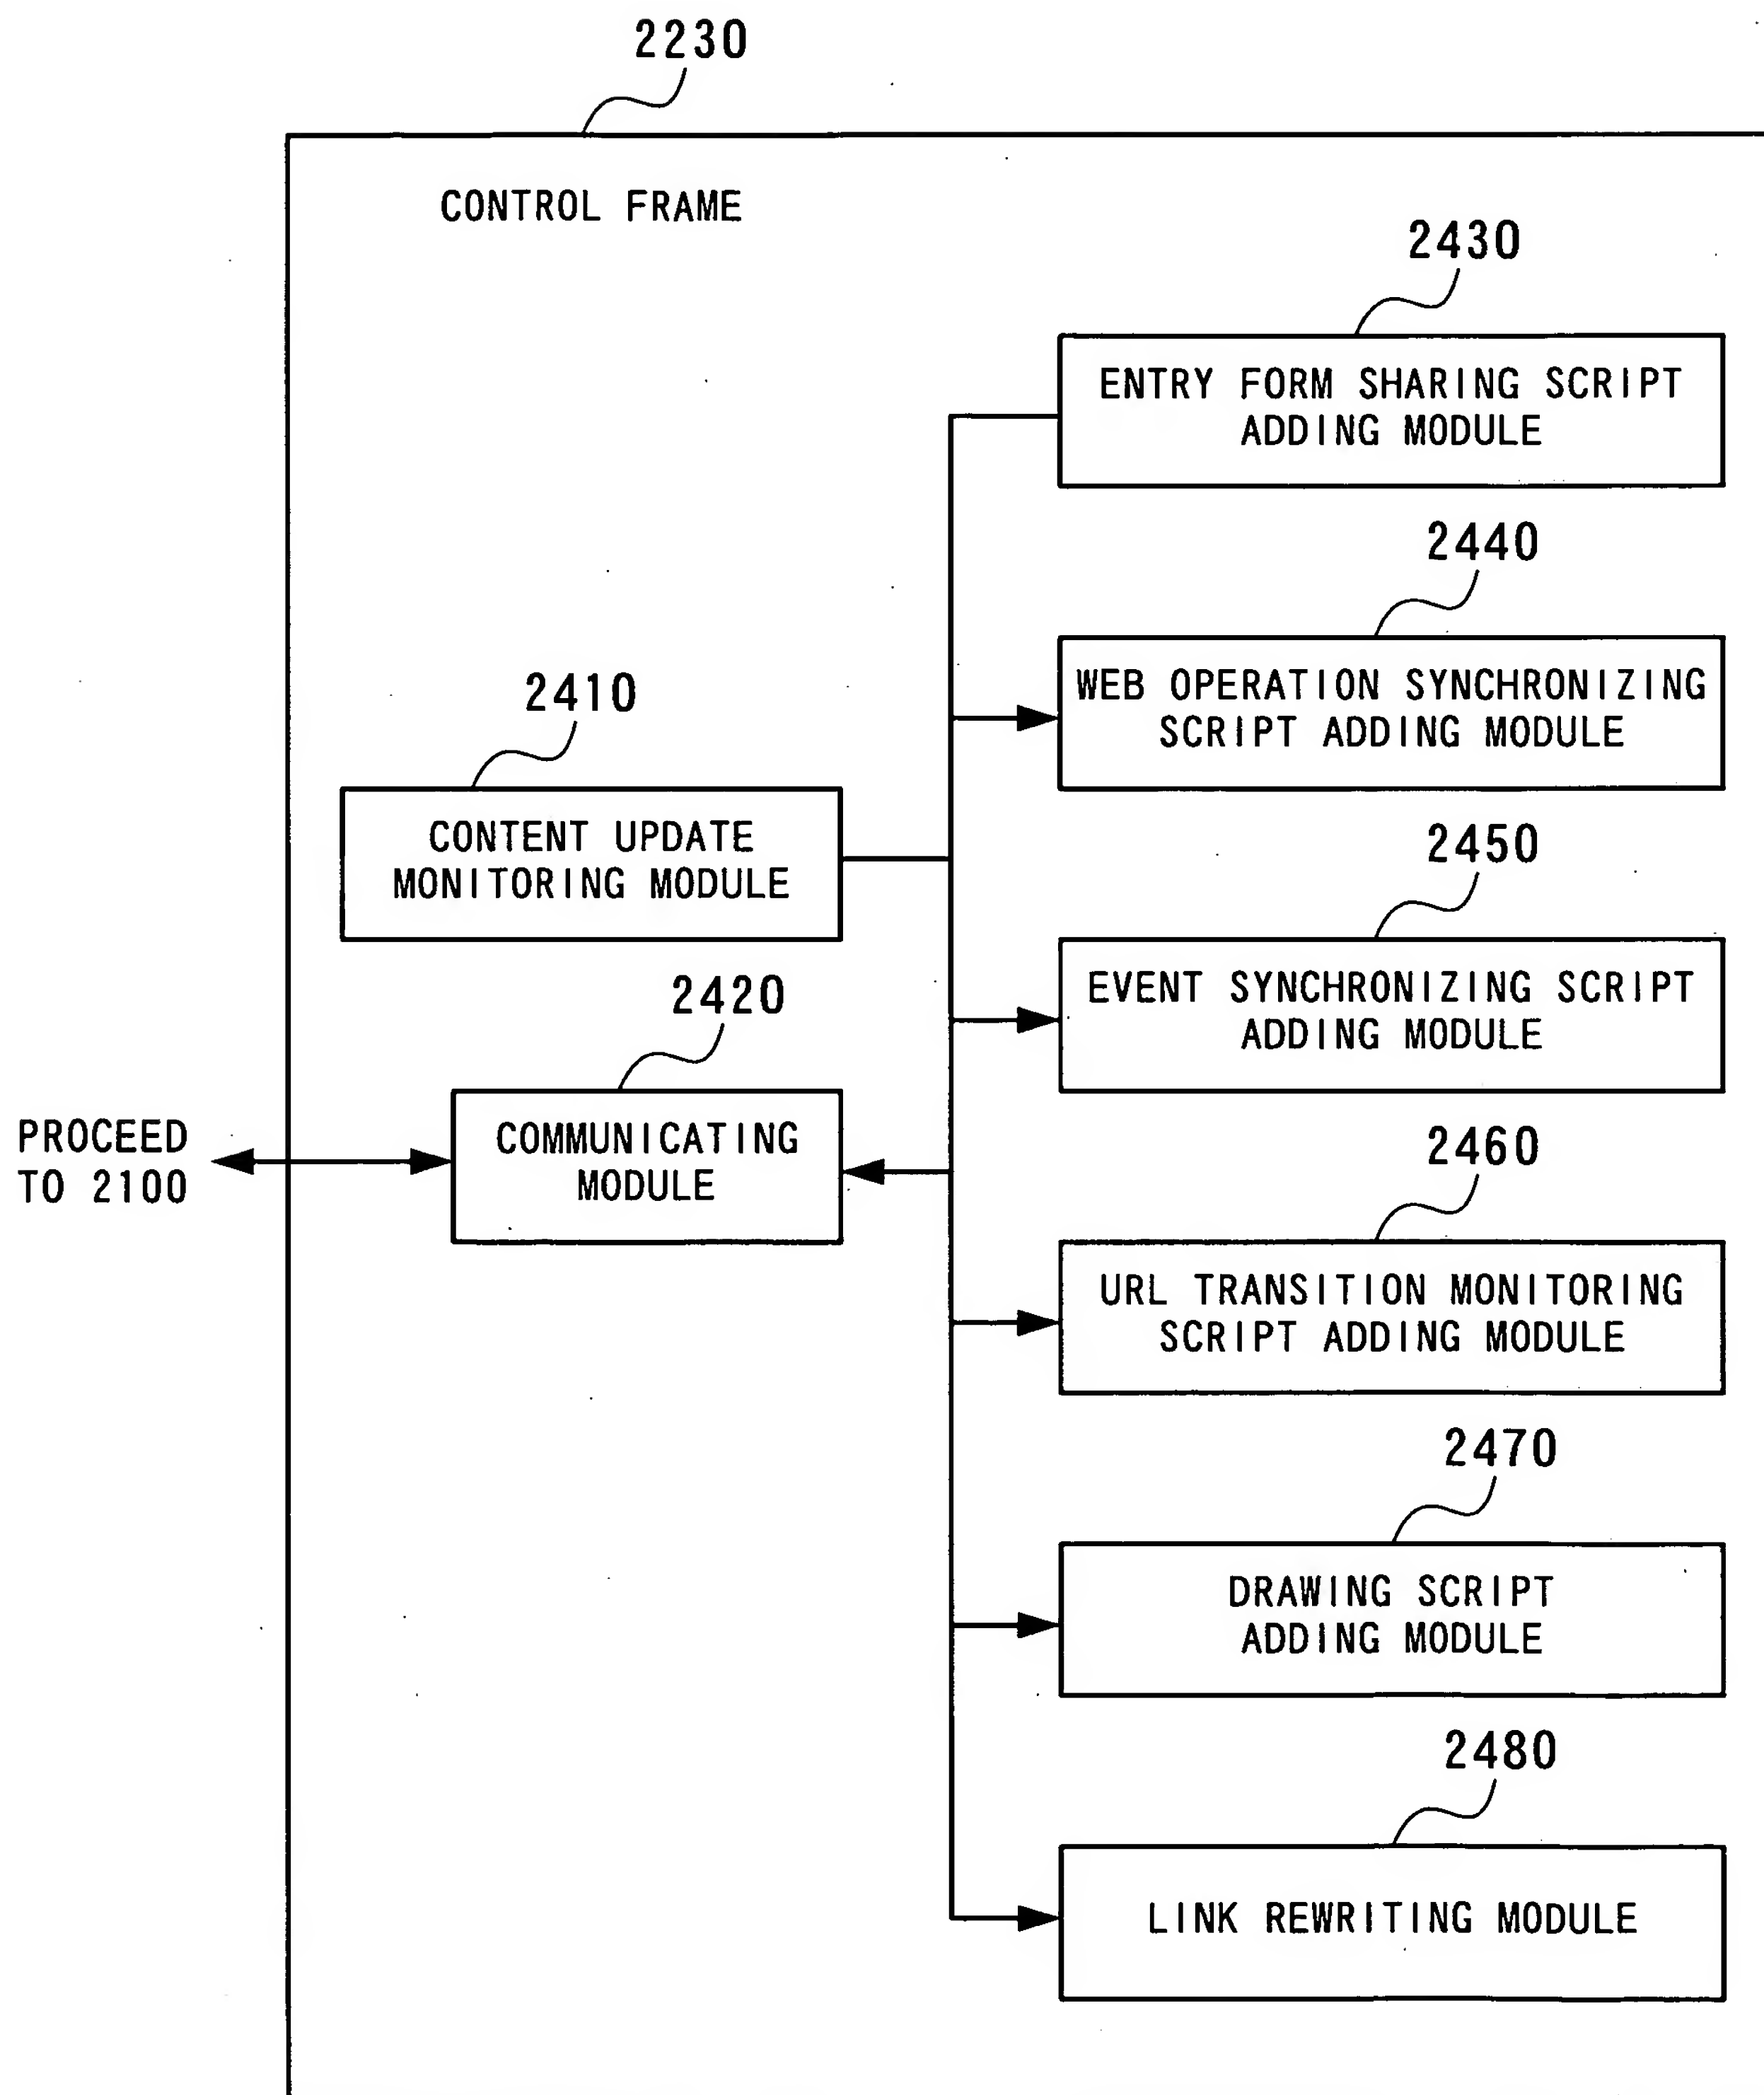 2230
CONTROL FRAME
2430
ENTRY FORM SHARING SCRIPT
ADDING MODULE
2440
WEB OPERATION SYNCHRONIZING
SCRIPT ADDING MODULE
2410
CONTENT UPDATE
MONITORING MODULE
2450
EVENT SYNCHRONIZING SCRIPT
ADDING MODULE
2420
COMMUNICATING
MODULE
PROCEED
TO 2100
2460
URL TRANSITION MONITORING
SCRIPT ADDING MODULE
2470
DRAWING SCRIPT
ADDING MODULE
2480
LINK REWRITING MODULE